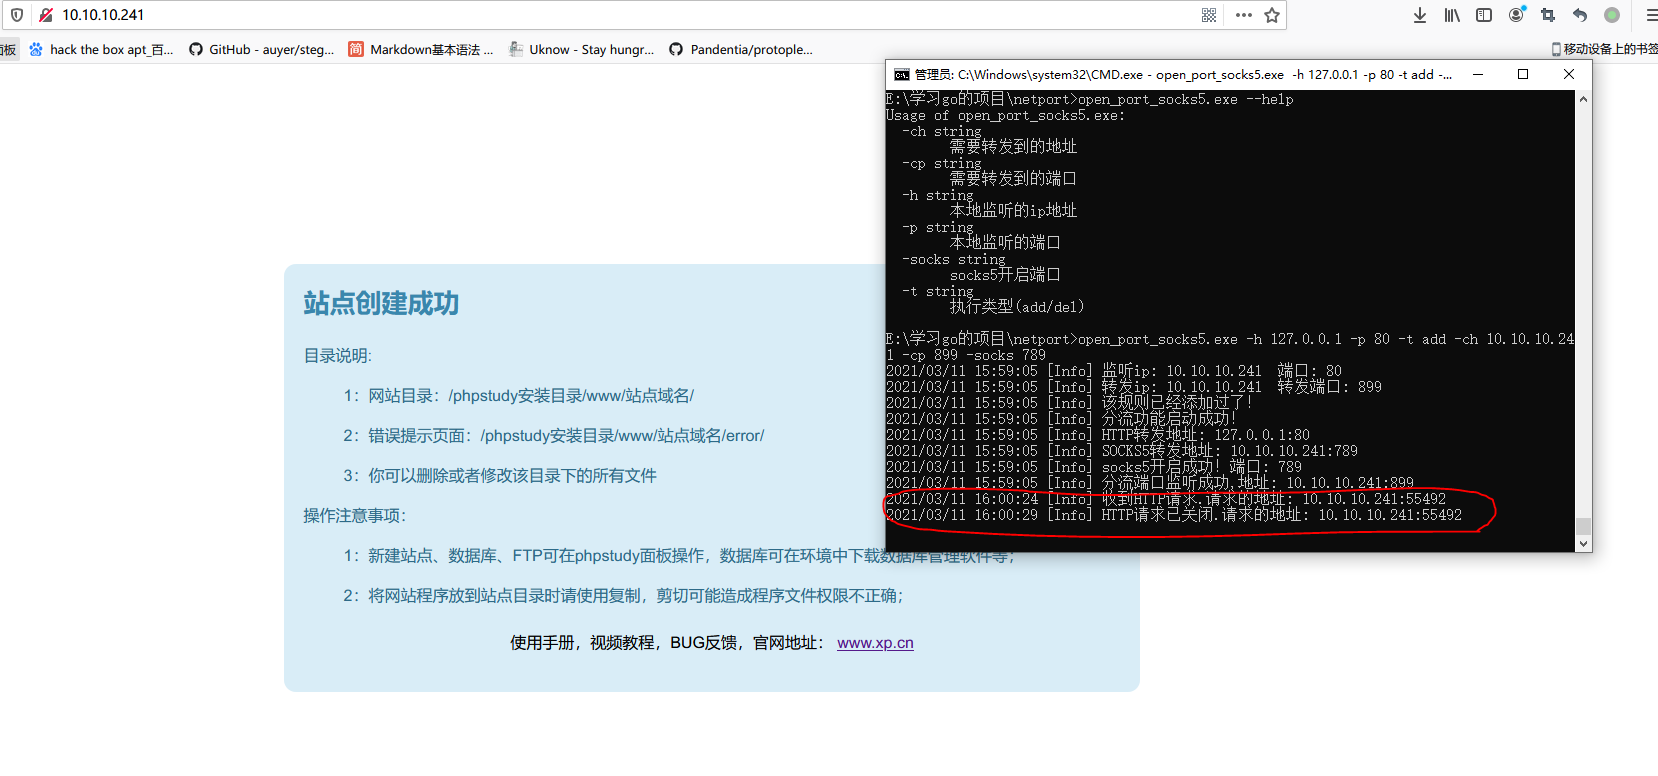 10.10.10.241
面板 hack the box apt_百... GitHub - auyer/steg... 简 Markdown基本语法 ... Uknow - Stay hungr... Pandentia/protople... 移动设备上的书签
管理员: C:\Windows\system32\CMD.exe - open_port_socks5.exe -h 127.0.0.1 -p 80 -t add -...
E:\学习go的项目\netport>open_port_socks5.exe --help
Usage of open_port_socks5.exe:
-ch string
需要转发到的地址
-cp string
需要转发到的端口
-h string
本地监听的ip地址
-p string
本地监听的端口
-socks string
socks5开启端口
-t string
执行类型(add/del)
E:\学习go的项目\netport>open_port_socks5.exe -h 127.0.0.1 -p 80 -t add -ch 10.10.10.24
1 -cp 899 -socks 789
2021/03/11 15:59:05 [Info] 监听ip: 10.10.10.241 端口: 80
2021/03/11 15:59:05 [Info] 转发ip: 10.10.10.241 转发端口: 899
2021/03/11 15:59:05 [Info] 该规则已经添加过了!
2021/03/11 15:59:05 [Info] 分流功能启动成功!
2021/03/11 15:59:05 [Info] HTTP转发地址: 127.0.0.1:80
2021/03/11 15:59:05 [Info] SOCKS5转发地址: 10.10.10.241:789
2021/03/11 15:59:05 [Info] socks5开启成功! 端口: 789
2021/03/11 15:59:05 [Info] 分流端口监听成功,地址: 10.10.10.241:899
2021/03/11 16:00:24 [Info] 收到HTTP请求.请求的地址: 10.10.10.241:55492
2021/03/11 16:00:29 [Info] HTTP请求已关闭.请求的地址: 10.10.10.241:55492
站点创建成功
目录说明:
1：网站目录：/phpstudy安装目录/www/站点域名/
2：错误提示页面：/phpstudy安装目录/www/站点域名/error/
3：你可以删除或者修改该目录下的所有文件
操作注意事项：
1：新建站点、数据库、FTP可在phpstudy面板操作，数据库可在环境中下载数据库管理软件等；
2：将网站程序放到站点目录时请使用复制，剪切可能造成程序文件权限不正确；
使用手册，视频教程，BUG反馈，官网地址： www.xp.cn